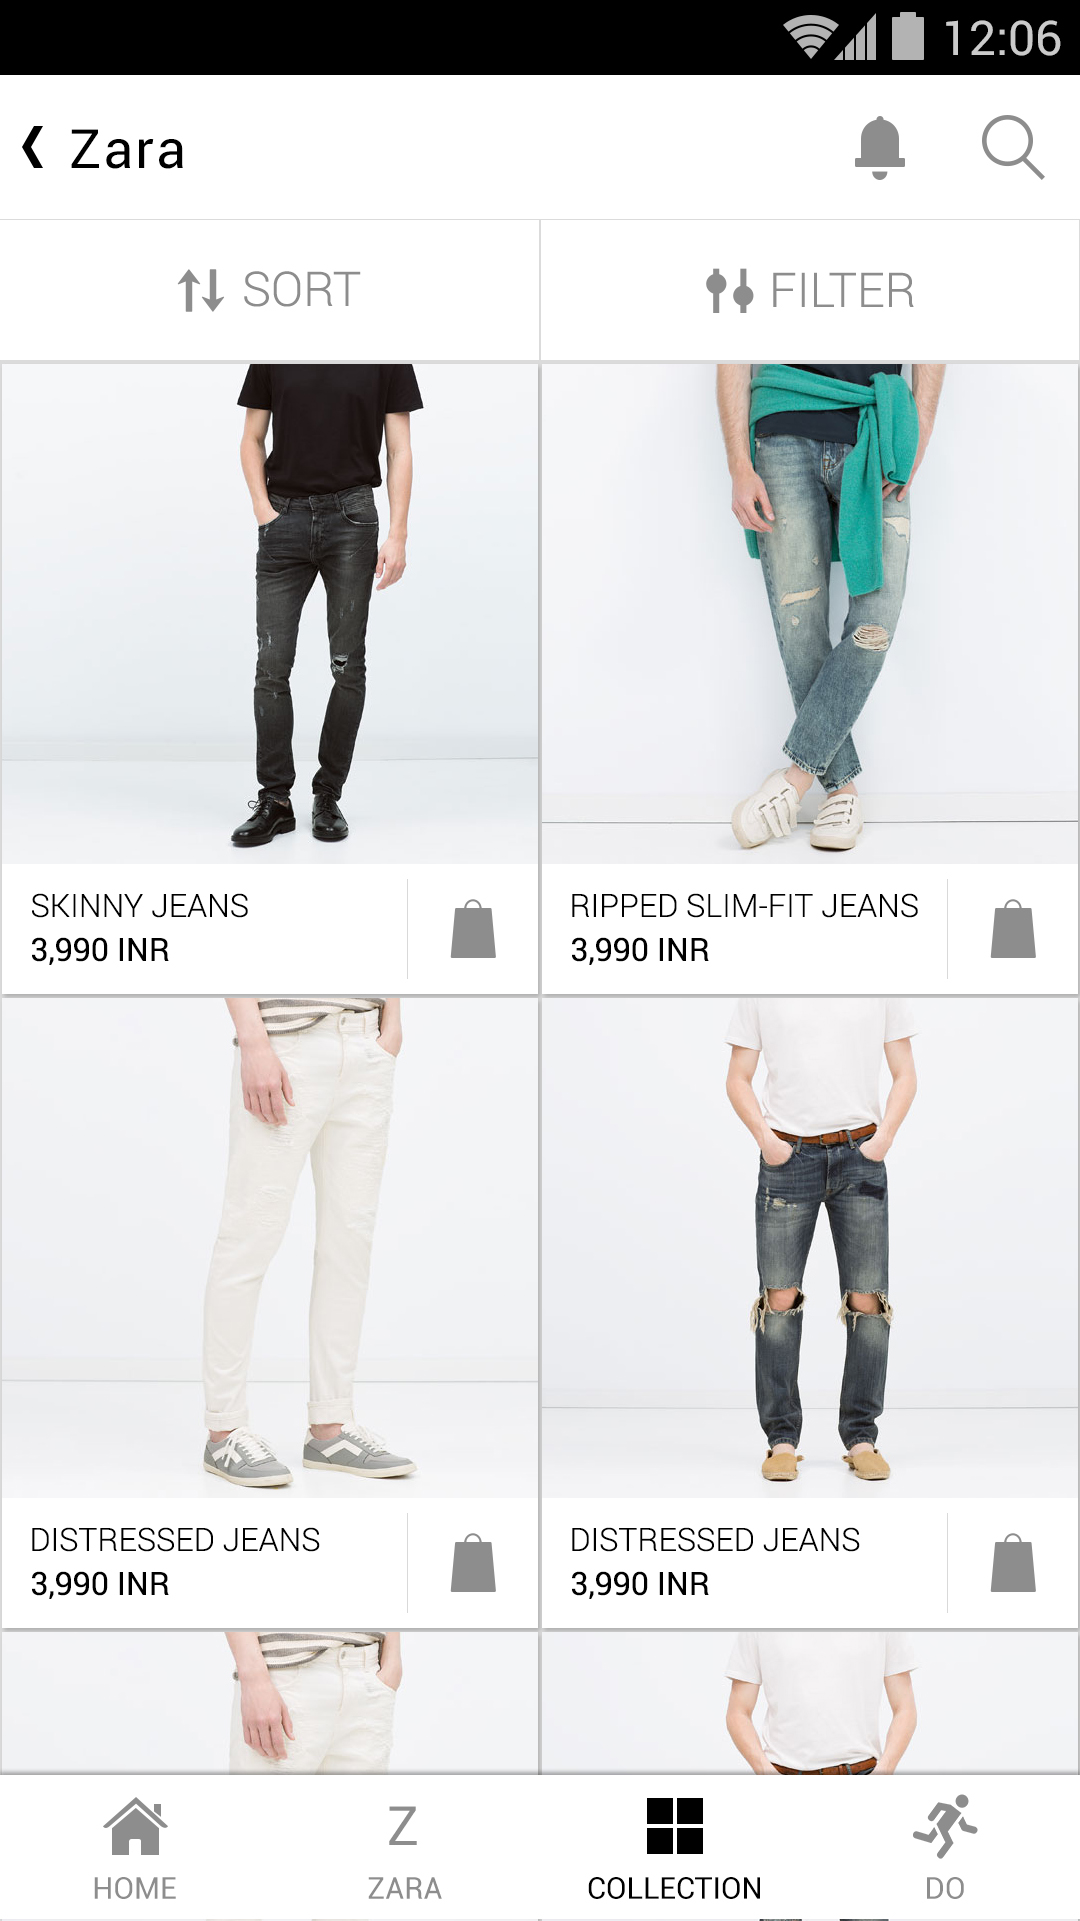 12:06
Zara
SORT
FILTER
SKINNY JEANS
3,990 INR
RIPPED SLIM-FIT JEANS
3,990 INR
DISTRESSED JEANS
3,990 INR
DISTRESSED JEANS
3,990 INR
Z
HOME
ZARA
COLLECTION
DO